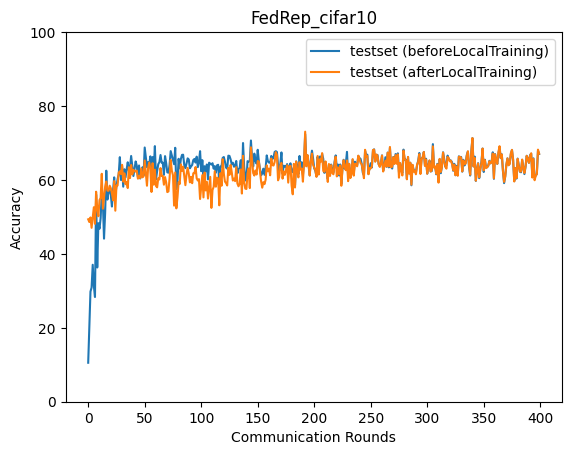 FedRep_cifar10
testset (beforeLocalTraining)
testset (afterLocalTraining)
Accuracy
100
80
60
40
20
0
0 50 100 150 200 250 300 350 400
Communication Rounds